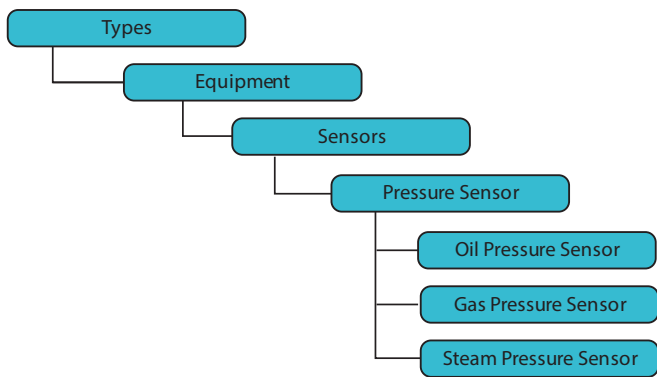 Types
Equipment
Sensors
Pressure Sensor
Oil Pressure Sensor
Gas Pressure Sensor
Steam Pressure Sensor